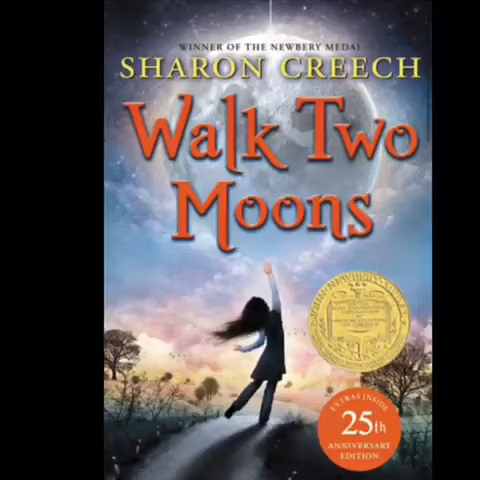 WINNER OF THE NEWBERY MEDAL
SHARON CREECH
Walk Two
Moons
EXTRAS INSIDE
25th
ANNIVERSARY
EDITION